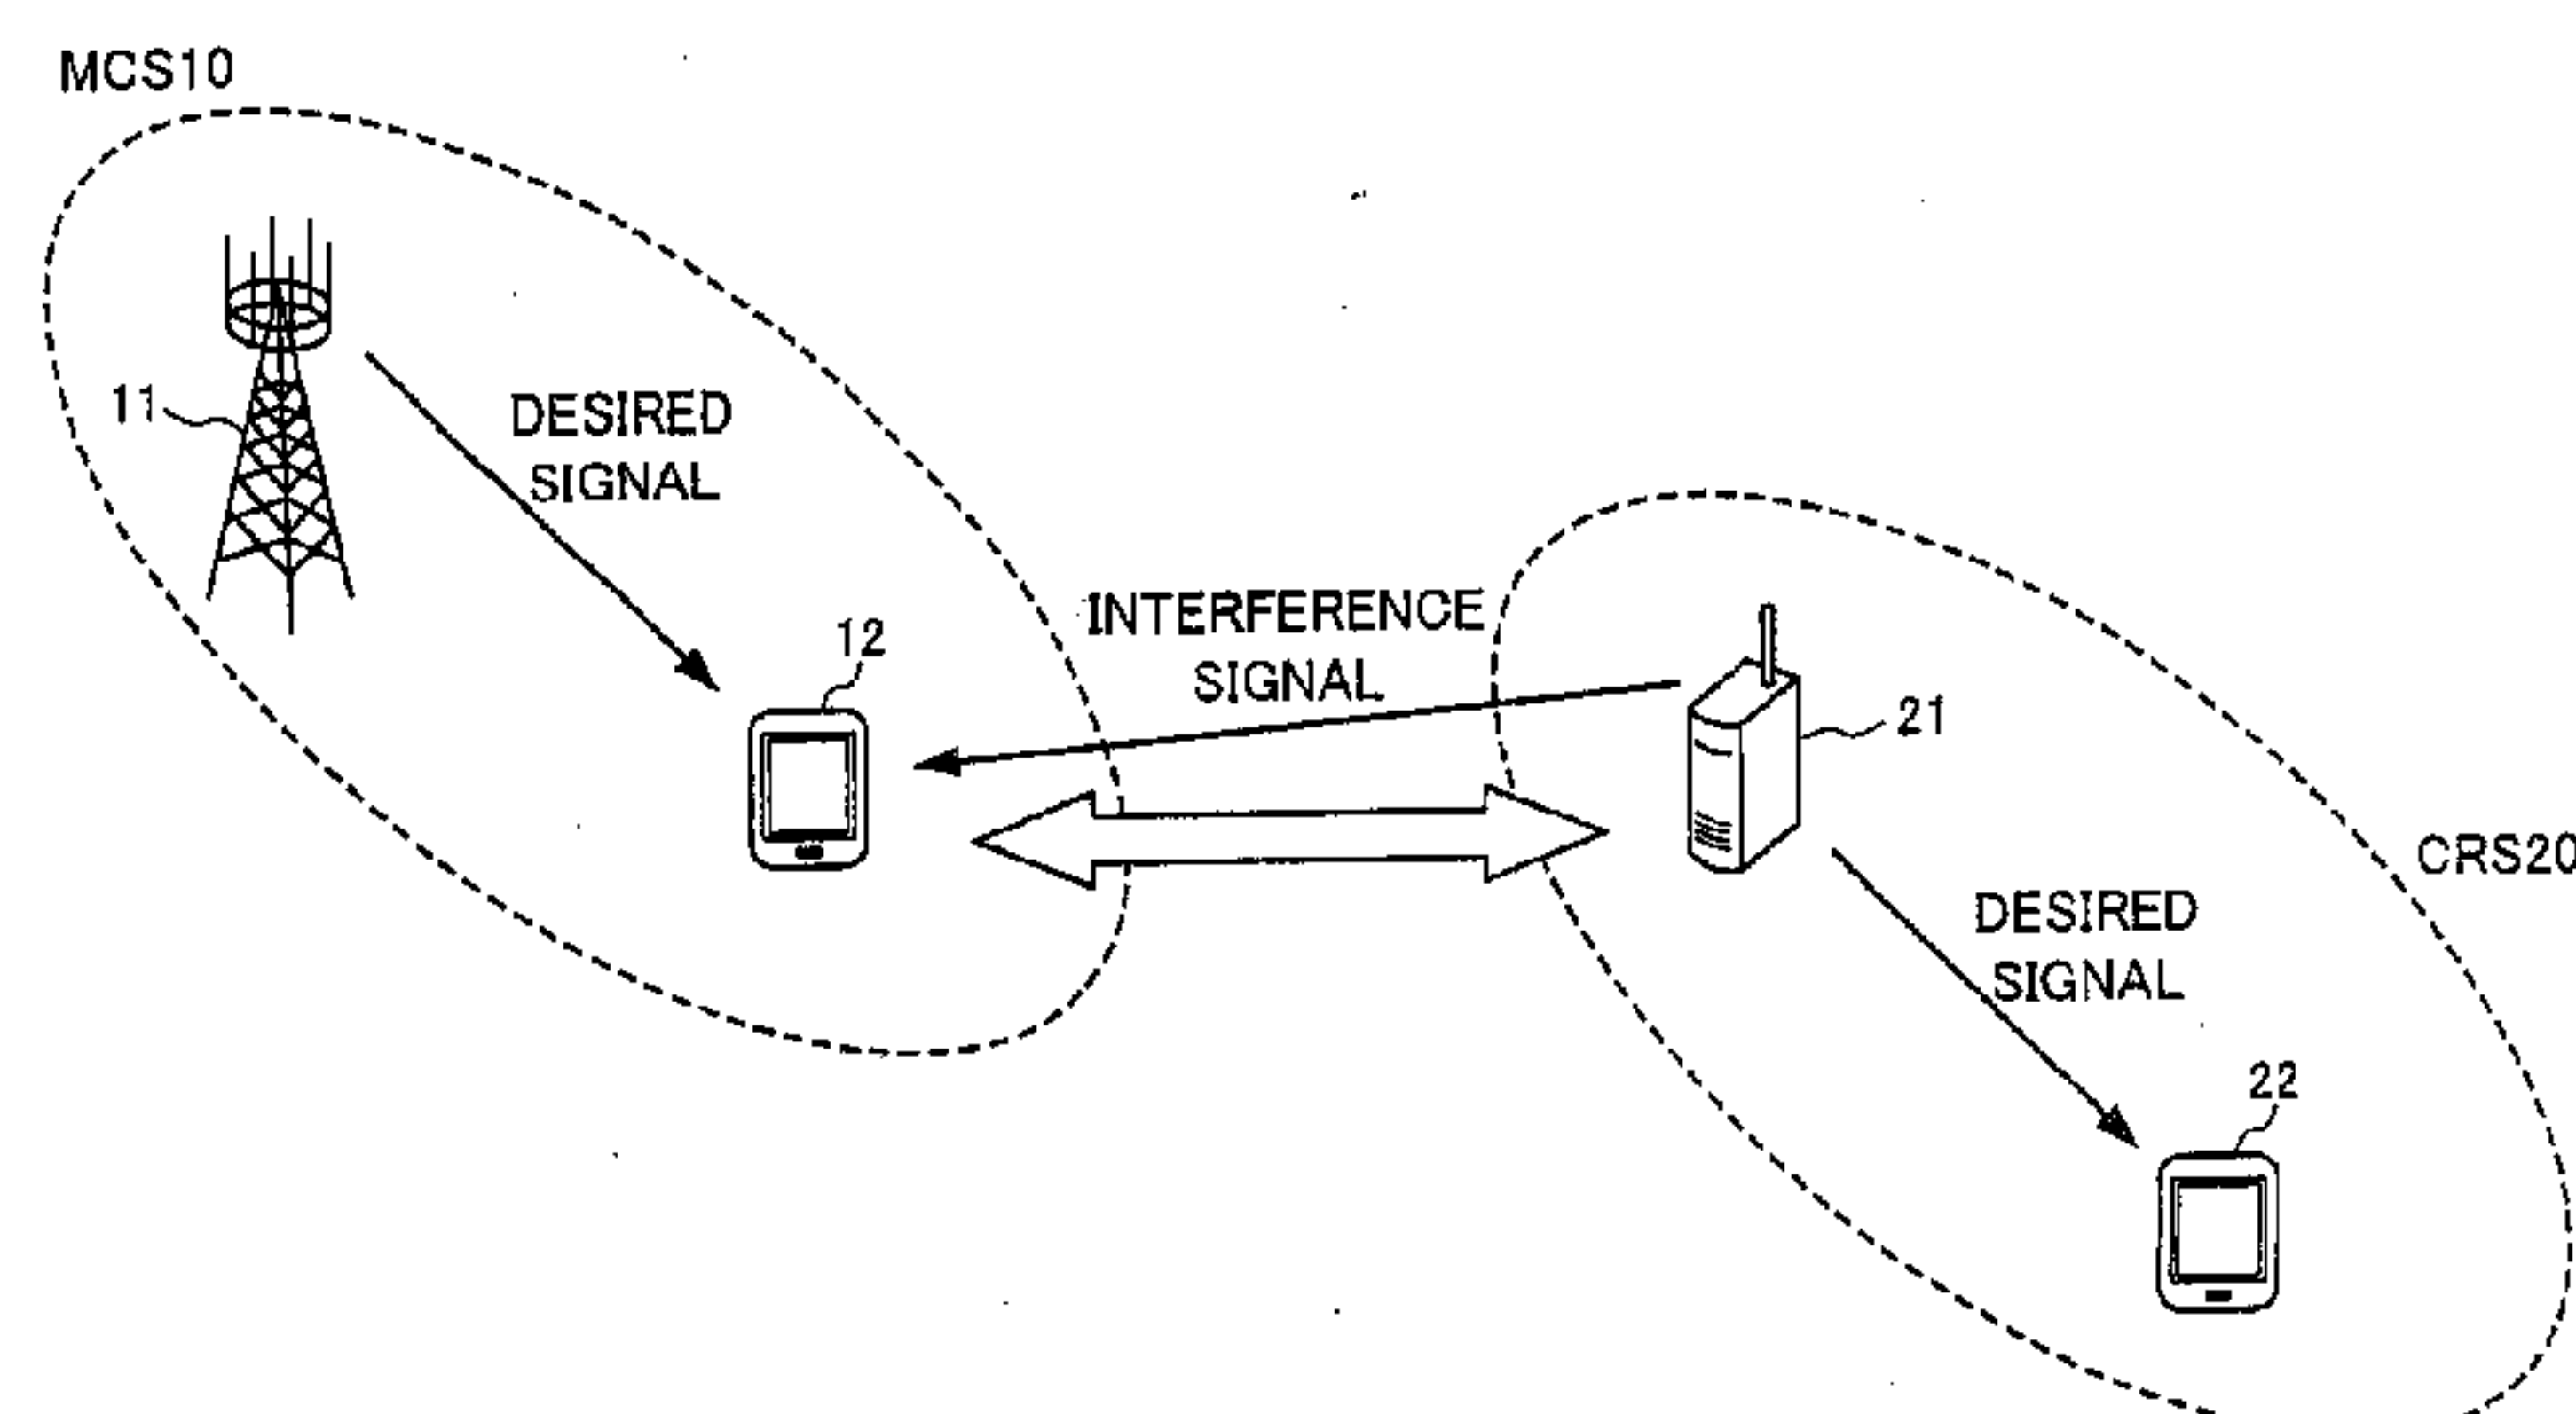 MCS10
11
DESIRED
SIGNAL
12
INTERFERENCE
SIGNAL
21
CRS20
DESIRED
SIGNAL
22